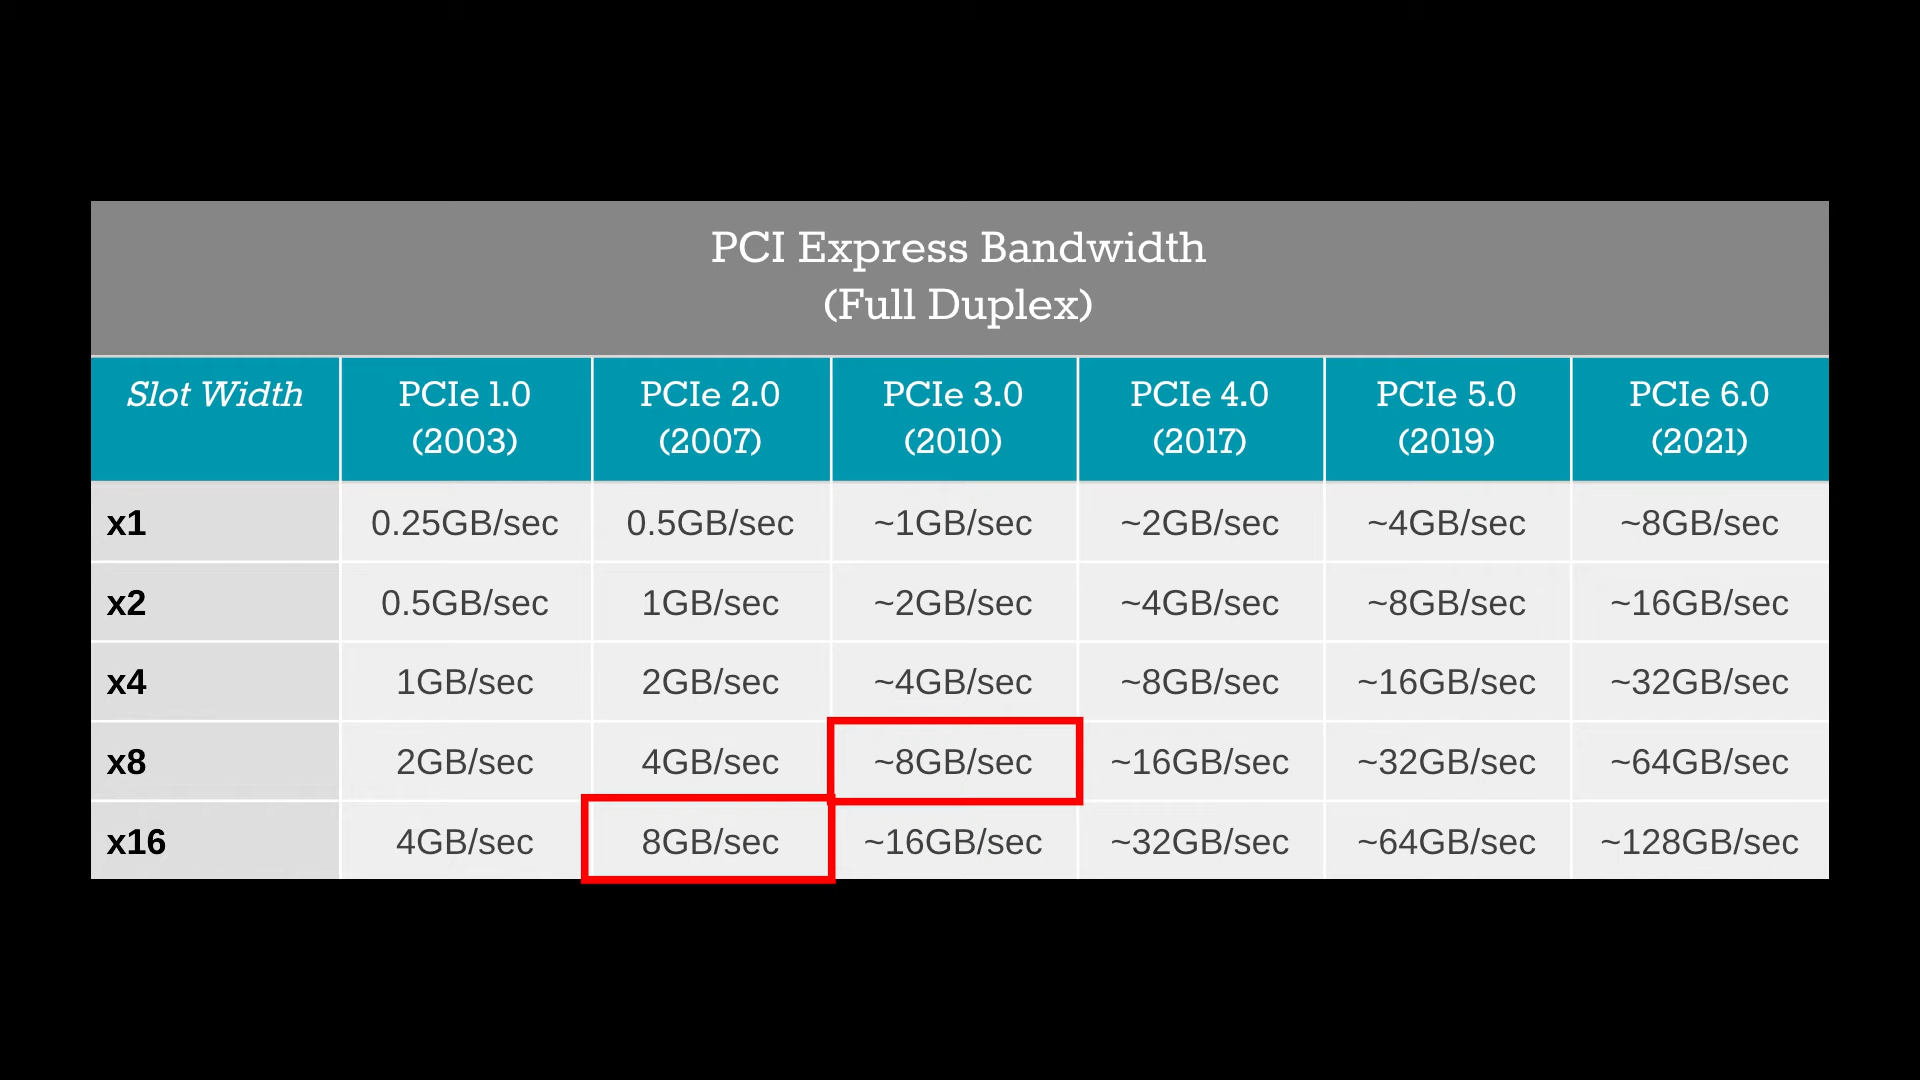 PCI Express Bandwidth
(Full Duplex)
Slot Width PCIe 1.0 PCIe 2.0 PCIe 3.0 PCIe 4.0 PCIe 5.0 PCIe 6.0
(2003) (2007) (2010) (2017) (2019) (2021)
x1 0.25GB/sec 0.5GB/sec ~1GB/sec ~2GB/sec ~4GB/sec ~8GB/sec
x2 0.5GB/sec 1GB/sec ~2GB/sec ~4GB/sec ~8GB/sec ~16GB/sec
x4 1GB/sec 2GB/sec ~4GB/sec ~8GB/sec ~16GB/sec ~32GB/sec
x8 2GB/sec 4GB/sec ~8GB/sec ~16GB/sec ~32GB/sec ~64GB/sec
x16 4GB/sec 8GB/sec ~16GB/sec ~32GB/sec ~64GB/sec ~128GB/sec